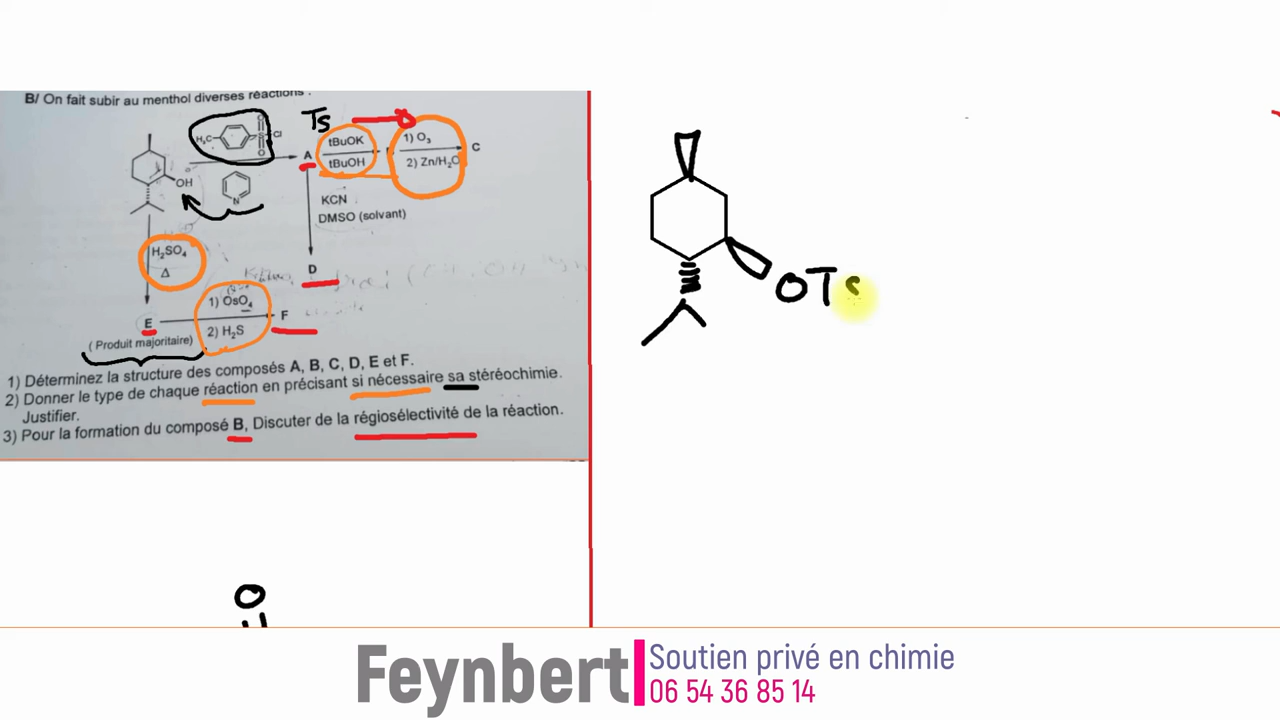 B/ On fait subir au menthol diverses réactions :
H₃C
Cl
O
O
S
N
OH
Ts
A
tBuOK
tBuOH
1) O₃
2) Zn/H₂O
C
KCN
DMSO (solvant)
D
H₂SO₄
Δ
E
(Produit majoritaire)
1) OsO₄
2) H₂S
F
1) Déterminez la structure des composés A, B, C, D, E et F.
2) Donner le type de chaque réaction en précisant si nécessaire sa stéréochimie.
Justifier.
3) Pour la formation du composé B, Discuter de la régiosélectivité de la réaction.
OTs
O
Feynbert
Soutien privé en chimie
06 54 36 85 14